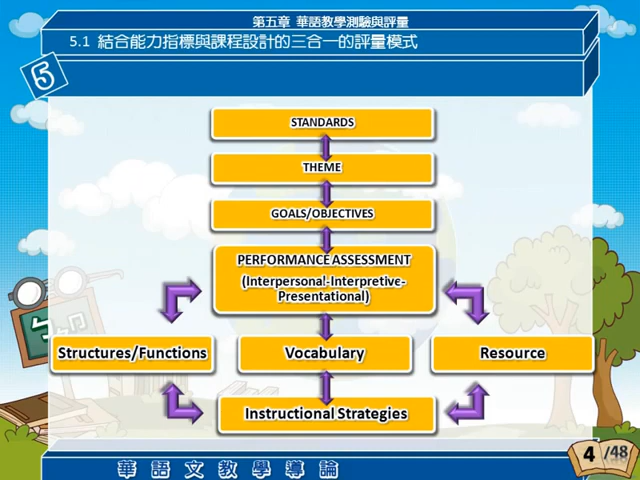 第五章 華語教學測驗與評量
5.1 結合能力指標與課程設計的三合一的評量模式
5
STANDARDS
THEME
GOALS/OBJECTIVES
PERFORMANCE ASSESSMENT
(Interpersonal-Interpretive-
Presentational)
Structures/Functions
Vocabulary
Resource
Instructional Strategies
華語文教學導論
4 /48